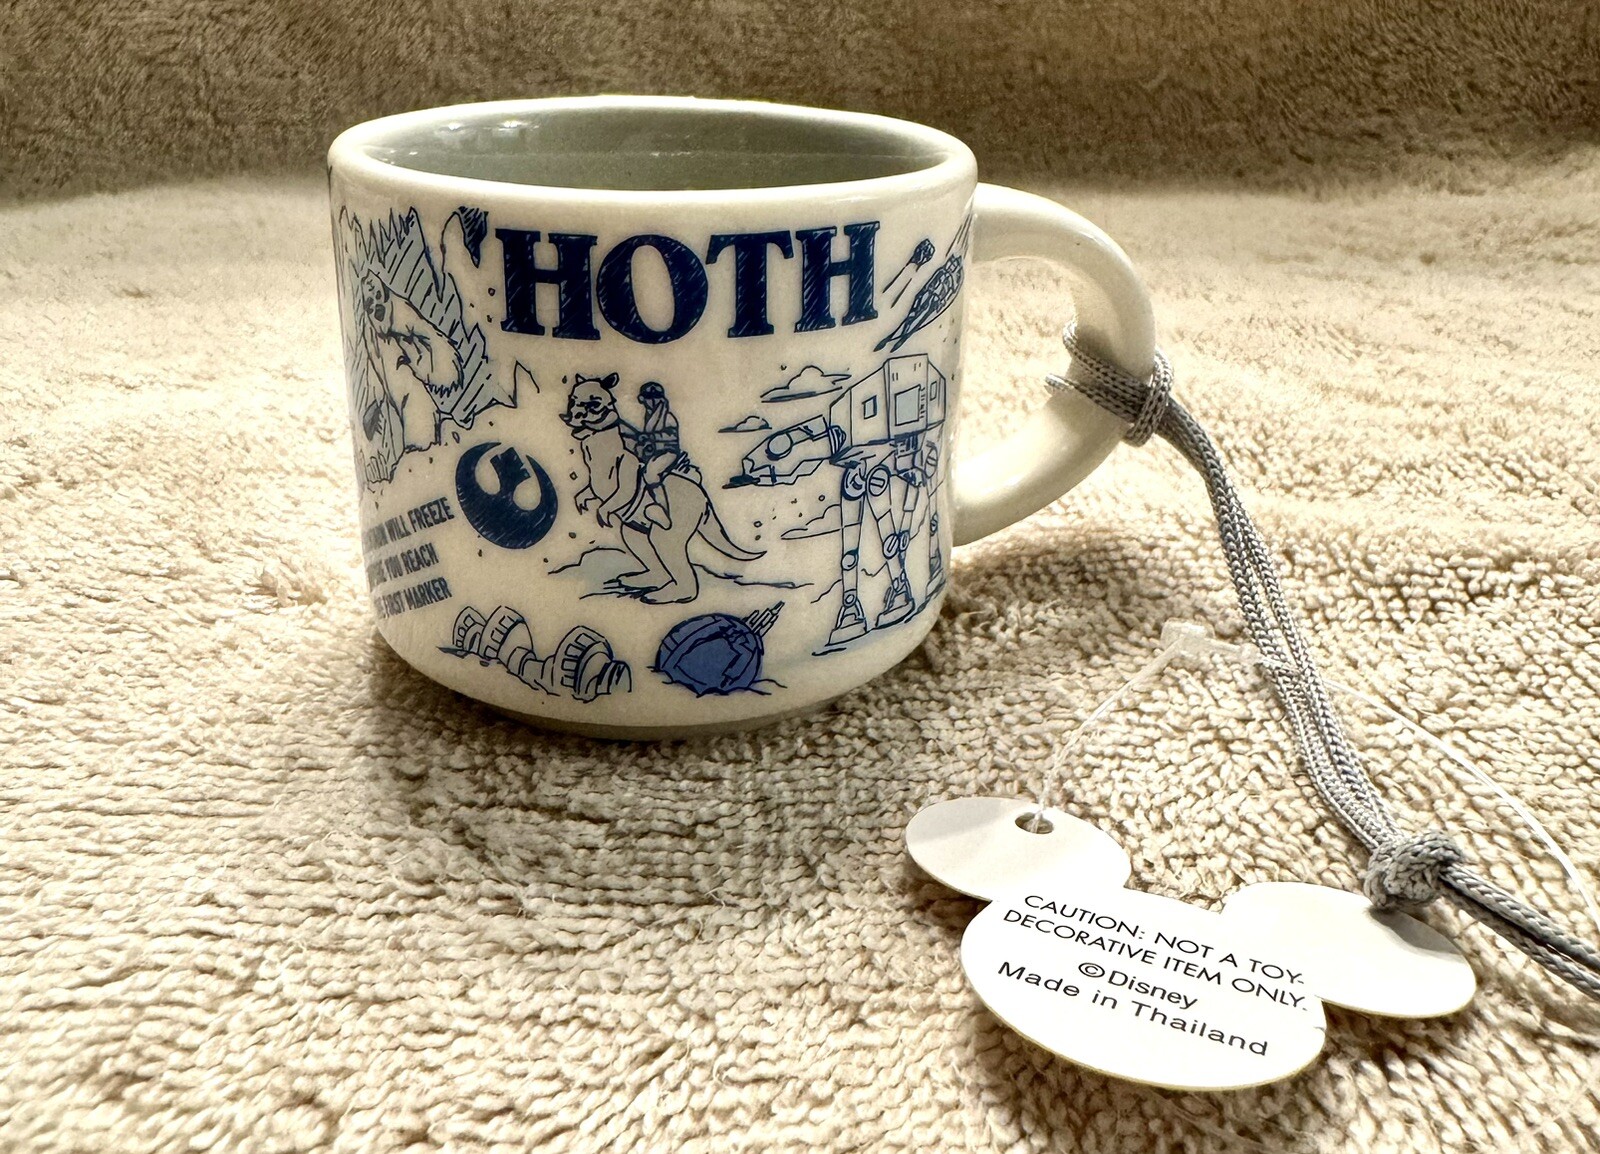 HOTH
WILL FREEZE
YOU REACH
FIRST MARKER
CAUTION: NOT A TOY.
DECORATIVE ITEM ONLY.
©Disney
Made in Thailand